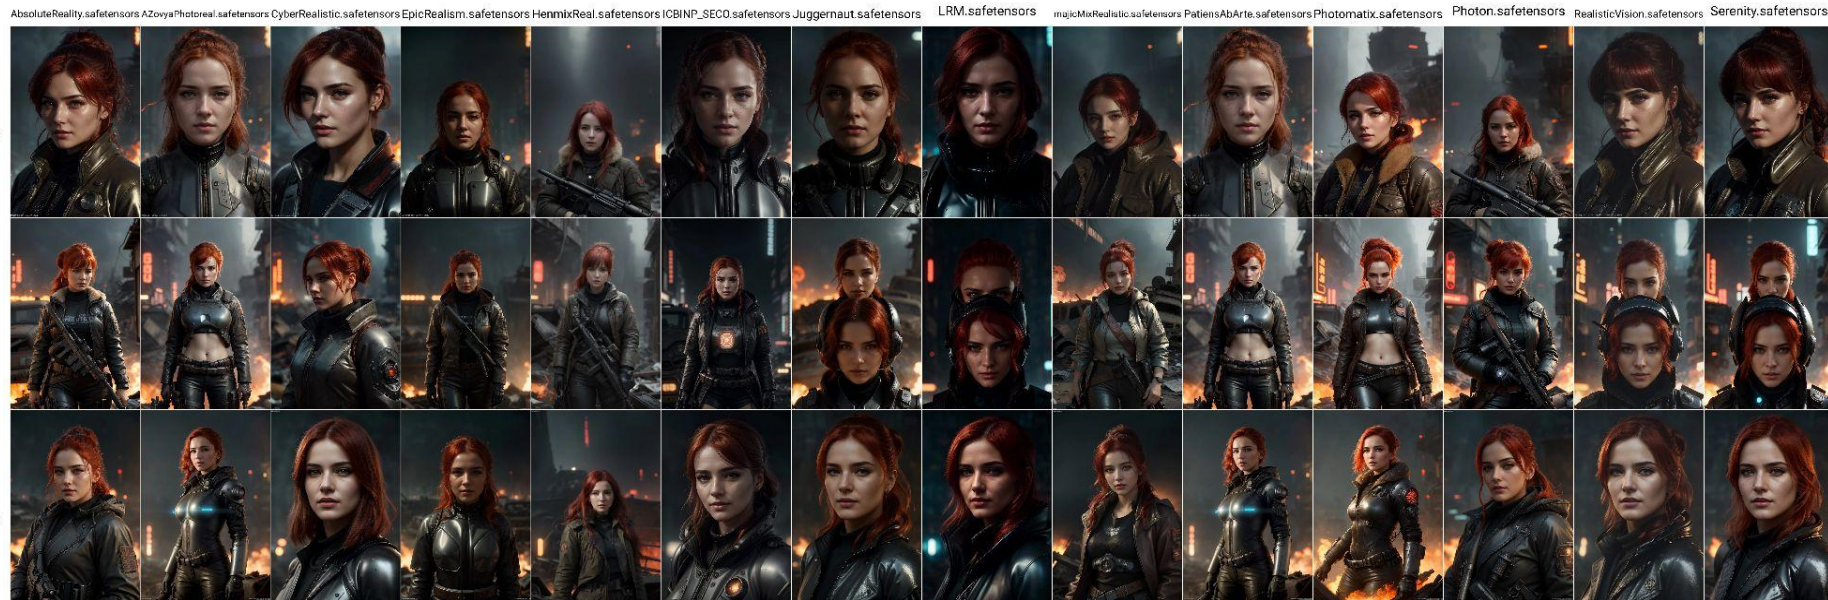 AbsoluteReality.safetensors AZovyaPhotoreal.safetensors CyberRealistic.safetensors EpicRealism.safetensors HenmixReal.safetensors ICBINP_SECO.safetensors Juggernaut.safetensors LRM.safetensors majicMixRealistic.safetensors PatiensAbArte.safetensors Photomatix.safetensors Photon.safetensors RealisticVision.safetensors Serenity.safetensors